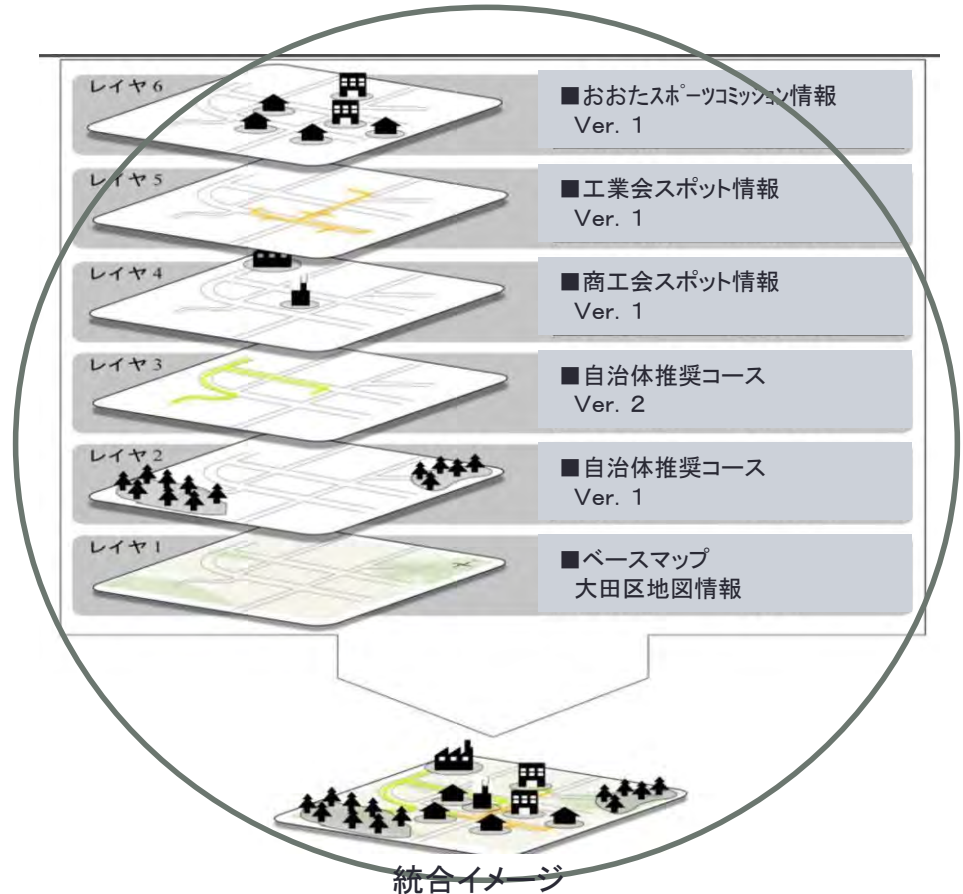 レイヤ 6
■おおたスポーツコミッション情報
Ver. 1
レイヤ 5
■工業会スポット情報
Ver. 1
レイヤ 4
■商工会スポット情報
Ver. 1
レイヤ 3
■自治体推奨コース
Ver. 2
レイヤ 2
■自治体推奨コース
Ver. 1
レイヤ 1
■ベースマップ
大田区地図情報
統合イメージ